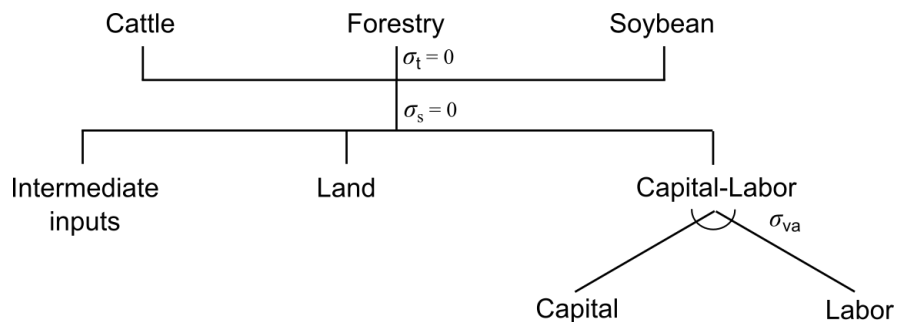 Cattle Forestry Soybean
σt = 0
σs = 0
Intermediate inputs
Land
Capital-Labor
σva
Capital
Labor